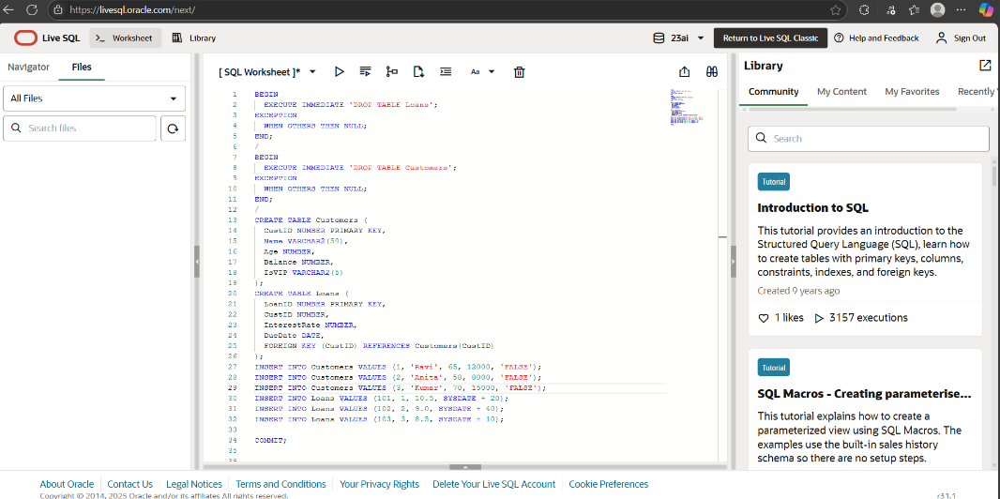 https://livesql.oracle.com/next/
Live SQL
Worksheet
Library
23ai
Return to Live SQL Classic
Help and Feedback
Sign Out
Navigator
Files
All Files
Search files
[ SQL Worksheet ]*
Aa
1 BEGIN
2 EXECUTE IMMEDIATE 'DROP TABLE Loans';
3 EXCEPTION
4 WHEN OTHERS THEN NULL;
5 END;
6 /
7 BEGIN
8 EXECUTE IMMEDIATE 'DROP TABLE Customers';
9 EXCEPTION
10 WHEN OTHERS THEN NULL;
11 END;
12 /
13 CREATE TABLE Customers (
14 CustID NUMBER PRIMARY KEY,
15 Name VARCHAR2(50),
16 Age NUMBER,
17 Balance NUMBER,
18 IsVIP VARCHAR2(5)
19 );
20 CREATE TABLE Loans (
21 LoanID NUMBER PRIMARY KEY,
22 CustID NUMBER,
23 InterestRate NUMBER,
24 DueDate DATE,
25 FOREIGN KEY (CustID) REFERENCES Customers(CustID)
26 );
27 INSERT INTO Customers VALUES (1, 'Ravi', 65, 12000, 'FALSE');
28 INSERT INTO Customers VALUES (2, 'Anita', 58, 8000, 'FALSE');
29 INSERT INTO Customers VALUES (3, 'Kumar', 70, 15000, 'FALSE');
30 INSERT INTO Loans VALUES (101, 1, 10.5, SYSDATE + 20);
31 INSERT INTO Loans VALUES (102, 2, 9.0, SYSDATE + 40);
32 INSERT INTO Loans VALUES (103, 3, 8.5, SYSDATE + 10);
33
34 COMMIT;
35
Library
Community
My Content
My Favorites
Recently
Search
Tutorial
Introduction to SQL
This tutorial provides an introduction to the
Structured Query Language (SQL), learn how
to create tables with primary keys, columns,
constraints, indexes, and foreign keys.
Created 9 years ago
1 likes
3157 executions
Tutorial
SQL Macros - Creating parameterise...
This tutorial explains how to create a
parameterized view using SQL Macros. The
examples use the built-in sales history
schema so there are no setup steps.
About Oracle
Contact Us
Legal Notices
Terms and Conditions
Your Privacy Rights
Delete Your Live SQL Account
Cookie Preferences
Copyright © 2014, 2025 Oracle and/or its affiliates All rights reserved.
r31.1